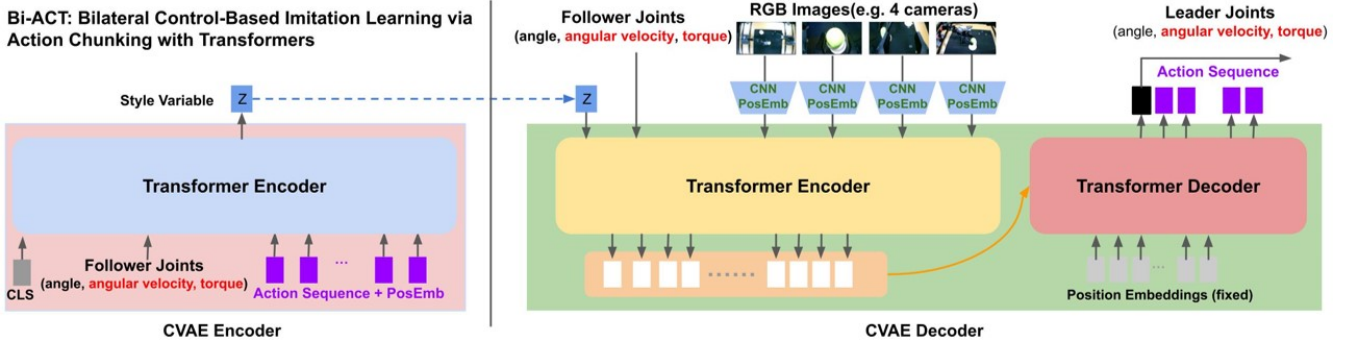 Bi-ACT: Bilateral Control-Based Imitation Learning via
Action Chunking with Transformers
Style Variable
Z
Transformer Encoder
CLS
Follower Joints
(angle, angular velocity, torque)
...
Action Sequence + PosEmb
CVAE Encoder
Z
Follower Joints
(angle, angular velocity, torque)
RGB Images(e.g. 4 cameras)
CNN
PosEmb
CNN
PosEmb
CNN
PosEmb
CNN
PosEmb
Transformer Encoder
......
Leader Joints
(angle, angular velocity, torque)
Action Sequence
Transformer Decoder
...
Position Embeddings (fixed)
CVAE Decoder